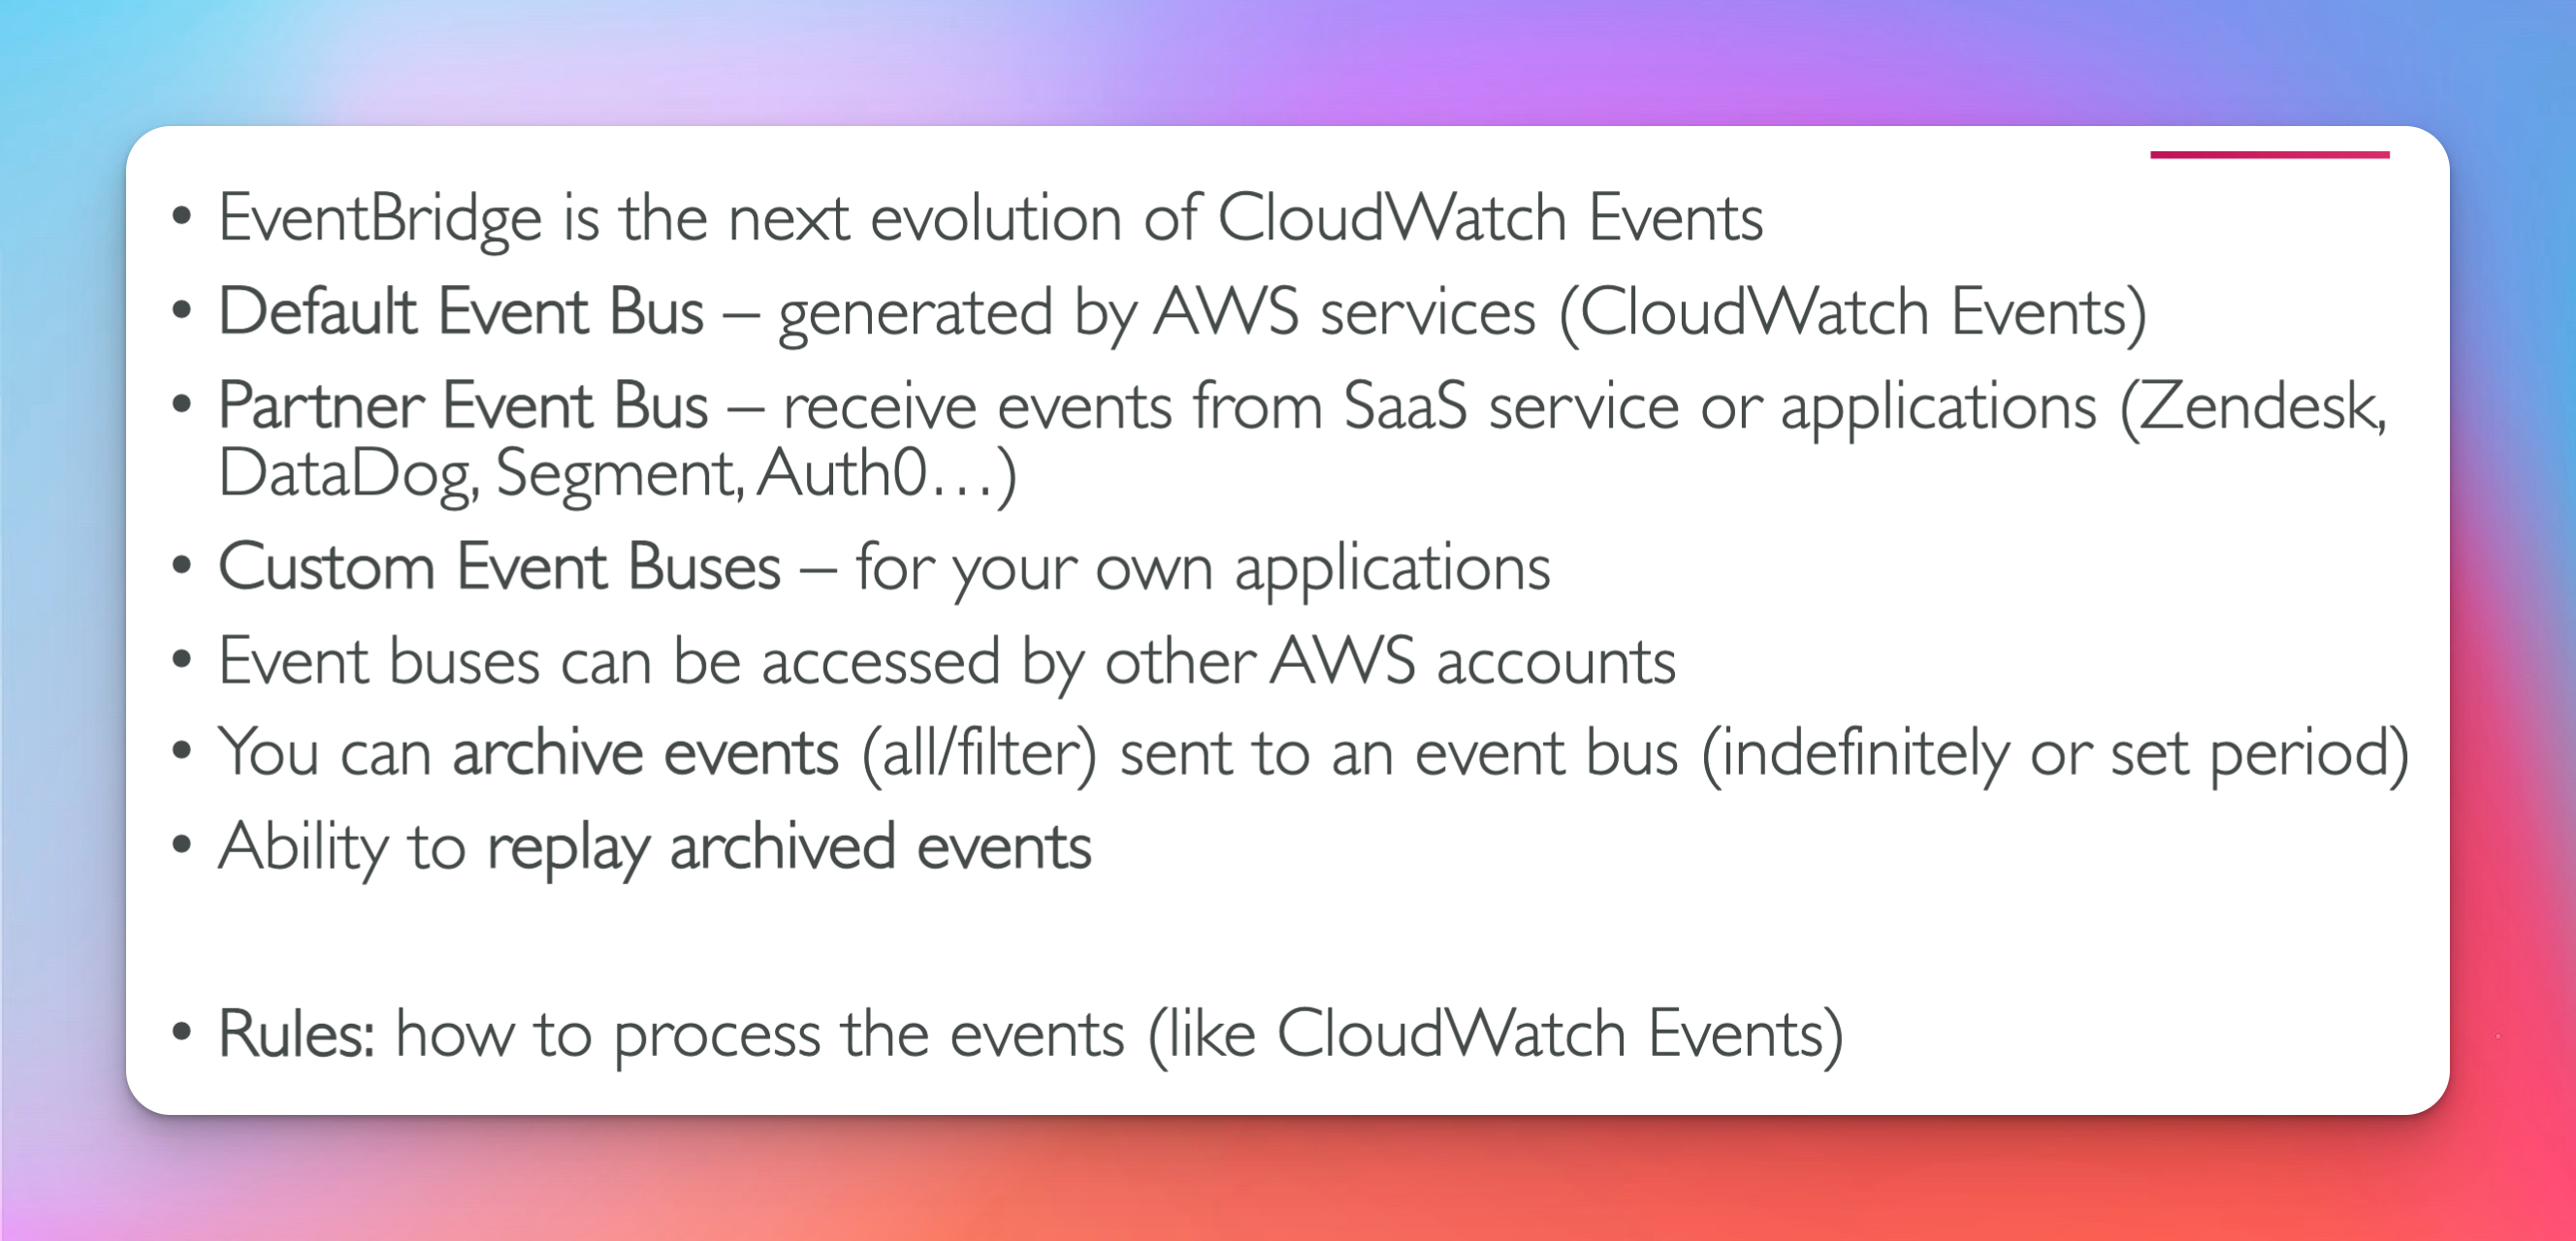 • EventBridge is the next evolution of CloudWatch Events
• Default Event Bus – generated by AWS services (CloudWatch Events)
• Partner Event Bus – receive events from SaaS service or applications (Zendesk,
DataDog, Segment, Auth0…)
• Custom Event Buses – for your own applications
• Event buses can be accessed by other AWS accounts
• You can archive events (all/filter) sent to an event bus (indefinitely or set period)
• Ability to replay archived events
• Rules: how to process the events (like CloudWatch Events)